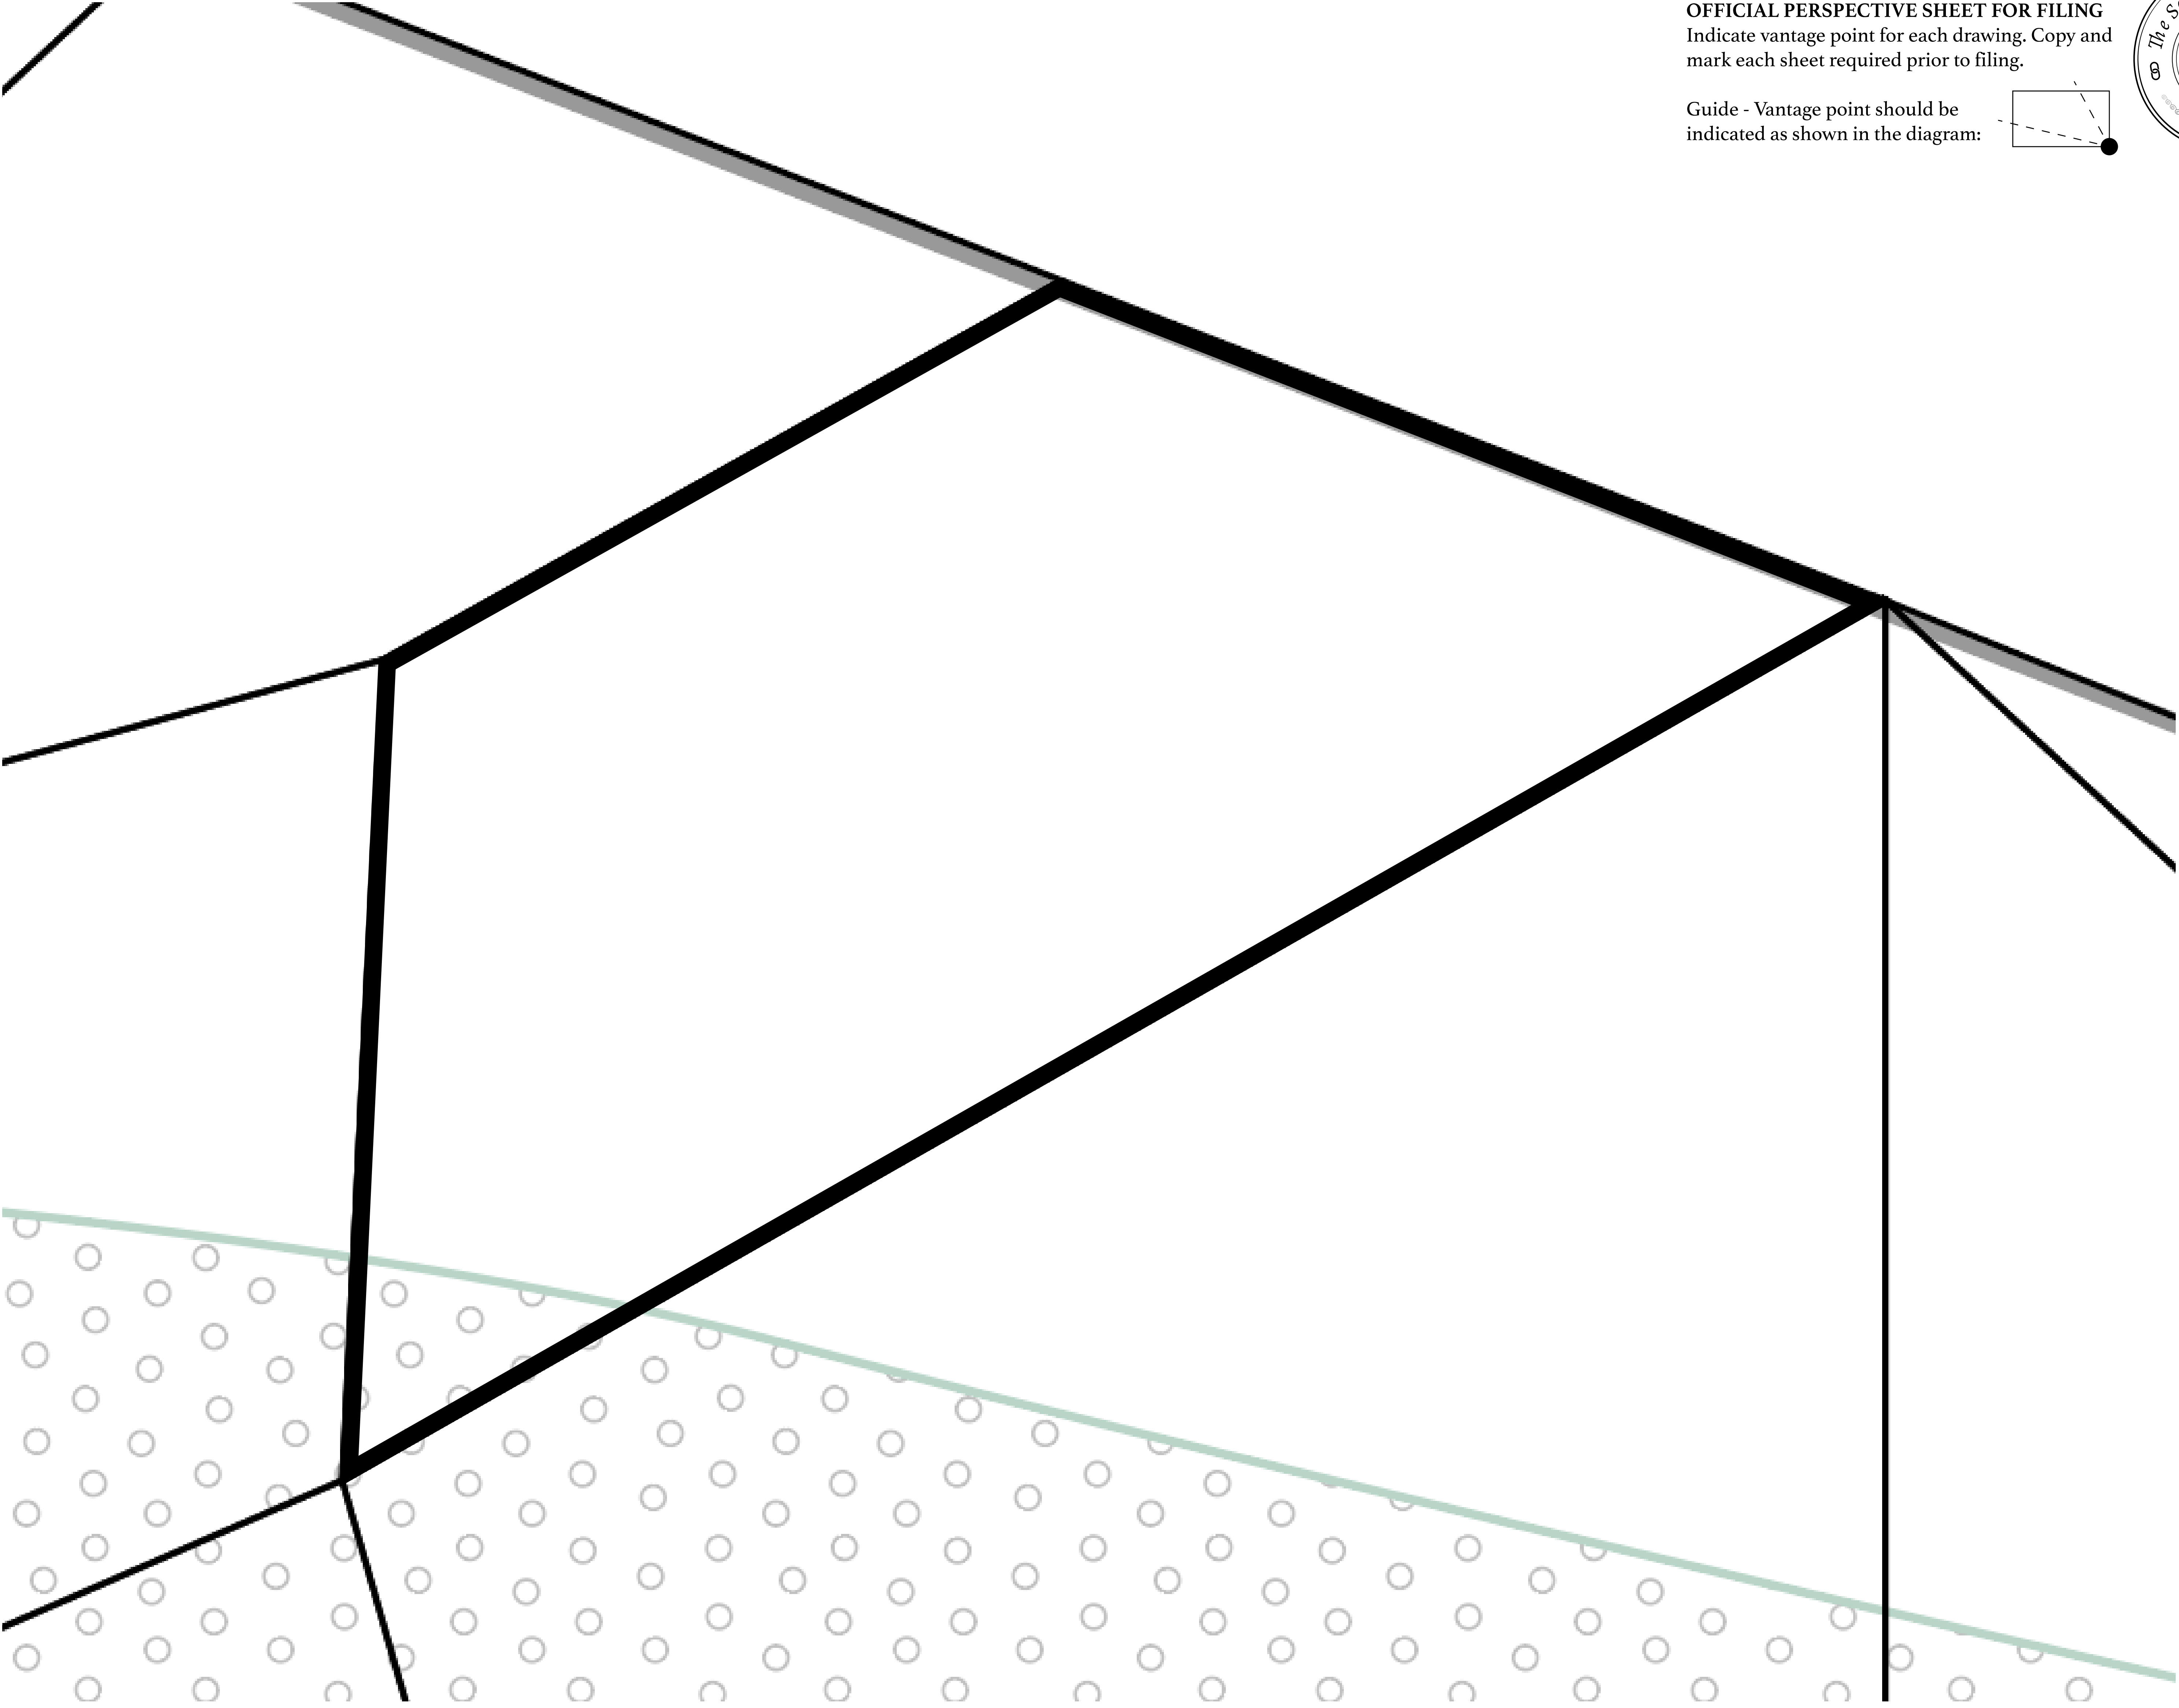 OFFICIAL PERSPECTIVE SHEET FOR FILING
Indicate vantage point for each drawing. Copy and
mark each sheet required prior to filing.
Guide - Vantage point should be
indicated as shown in the diagram:
The